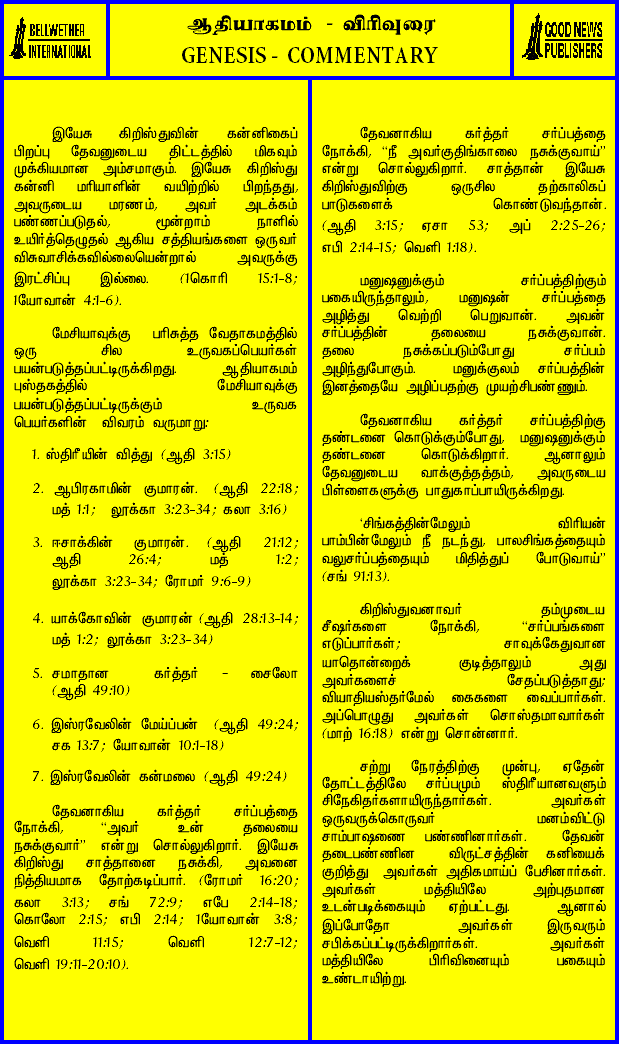 BELLWETHER
INTERNATIONAL
ஆதியாகமம் - விரிவுரை
GENESIS - COMMENTARY
GOOD NEWS
PUBLISHERS
இயேசு கிறிஸ்துவின் கன்னிகைப்
பிறப்பு தேவனுடைய திட்டத்தில் மிகவும்
முக்கியமான அம்சமாகும். இயேசு கிறிஸ்து
கன்னி மரியாளின் வயிற்றில் பிறந்தது,
அவருடைய மரணம், அவர் அடக்கம்
பண்ணப்படுதல், மூன்றாம் நாளில்
உயிர்த்தெழுதல் ஆகிய சத்தியங்களை ஒருவர்
விசுவாசிக்கவில்லையென்றால் அவருக்கு
இரட்சிப்பு இல்லை. (1கொரி 15:1-8;
1யோவான் 4:1-6).
மேசியாவுக்கு பரிசுத்த வேதாகமத்தில்
ஒரு சில உருவகப்பெயர்கள்
பயன்படுத்தப்பட்டிருக்கிறது. ஆதியாகமம்
புஸ்தகத்தில் மேசியாவுக்கு
பயன்படுத்தப்பட்டிருக்கும் உருவக
பெயர்களின் விவரம் வருமாறு:
1. ஸ்திரீயின் வித்து (ஆதி 3:15)
2. ஆபிரகாமின் குமாரன். (ஆதி 22:18;
மத் 1:1; லூக்கா 3:23-34; கலா 3:16)
3. ஈசாக்கின் குமாரன். (ஆதி 21:12;
ஆதி 26:4; மத் 1:2;
லூக்கா 3:23-34; ரோமர் 9:6-9)
4. யாக்கோவின் குமாரன் (ஆதி 28:13-14;
மத் 1:2; லூக்கா 3:23-34)
5. சமாதான கர்த்தர் - சைலோ
(ஆதி 49:10)
6. இஸ்ரவேலின் மேய்ப்பன் (ஆதி 49:24;
சக 13:7; யோவான் 10:1-18)
7. இஸ்ரவேலின் கன்மலை (ஆதி 49:24)
தேவனாகிய கர்த்தர் சர்ப்பத்தை
நோக்கி, “அவர் உன் தலையை
நசுக்குவார்” என்று சொல்லுகிறார். இயேசு
கிறிஸ்து சாத்தானை நசுக்கி, அவனை
நித்தியமாக தோற்கடிப்பார். (ரோமர் 16:20;
கலா 3:13; சங் 72:9; எபே 2:14-18;
கொலோ 2:15; எபி 2:14; 1யோவான் 3:8;
வெளி 11:15; வெளி 12:7-12;
வெளி 19:11-20:10).
தேவனாகிய கர்த்தர் சர்ப்பத்தை
நோக்கி, “நீ அவர்குதிங்காலை நசுக்குவாய்”
என்று சொல்லுகிறார். சாத்தான் இயேசு
கிறிஸ்துவிற்கு ஒருசில தற்காலிகப்
பாடுகளைக் கொண்டுவந்தான்.
(ஆதி 3:15; ஏசா 53; அப் 2:25-26;
எபி 2:14-15; வெளி 1:18).
மனுஷனுக்கும் சர்ப்பத்திற்கும்
பகையிருந்தாலும், மனுஷன் சர்ப்பத்தை
அழித்து வெற்றி பெறுவான். அவன்
சர்ப்பத்தின் தலையை நசுக்குவான்.
தலை நசுக்கப்படும்போது சர்ப்பம்
அழிந்துபோகும். மனுக்குலம் சர்ப்பத்தின்
இனத்தையே அழிப்பதற்கு முயற்சிபண்ணும்.
தேவனாகிய கர்த்தர் சர்ப்பத்திற்கு
தண்டனை கொடுக்கும்போது, மனுஷனுக்கும்
தண்டனை கொடுக்கிறார். ஆனாலும்
தேவனுடைய வாக்குத்தத்தம், அவருடைய
பிள்ளைகளுக்கு பாதுகாப்பாயிருக்கிறது.
‘சிங்கத்தின்மேலும் விரியன்
பாம்பின்மேலும் நீ நடந்து, பாலசிங்கத்தையும்
வலுசர்ப்பத்தையும் மிதித்துப் போடுவாய்”
(சங் 91:13).
கிறிஸ்துவனாவர் தம்முடைய
சீஷர்களை நோக்கி, “சர்ப்பங்களை
எடுப்பார்கள்; சாவுக்கேதுவான
யாதொன்றைக் குடித்தாலும் அது
அவர்களைச் சேதப்படுத்தாது;
வியாதியஸ்தர்மேல் கைகளை வைப்பார்கள்.
அப்பொழுது அவர்கள் சொஸ்தமாவார்கள்
(மாற் 16:18) என்று சொன்னார்.
சற்று நேரத்திற்கு முன்பு, ஏதேன்
தோட்டத்திலே சர்ப்பமும் ஸ்திரீயானவளும்
சிநேகிதர்களாயிருந்தார்கள். அவர்கள்
ஒருவருக்கொருவர் மனம்விட்டு
சாம்பாஷணை பண்ணினார்கள். தேவன்
தடைபண்ணின விருட்சத்தின் கனியைக்
குறித்து அவர்கள் அதிகமாய்ப் பேசினார்கள்.
அவர்கள் மத்தியிலே அற்புதமான
உடன்படிக்கையும் ஏற்பட்டது. ஆனால்
இப்போதோ அவர்கள் இருவரும்
சபிக்கப்பட்டிருக்கிறார்கள். அவர்கள்
மத்தியிலே பிரிவினையும் பகையும்
உண்டாயிற்று.